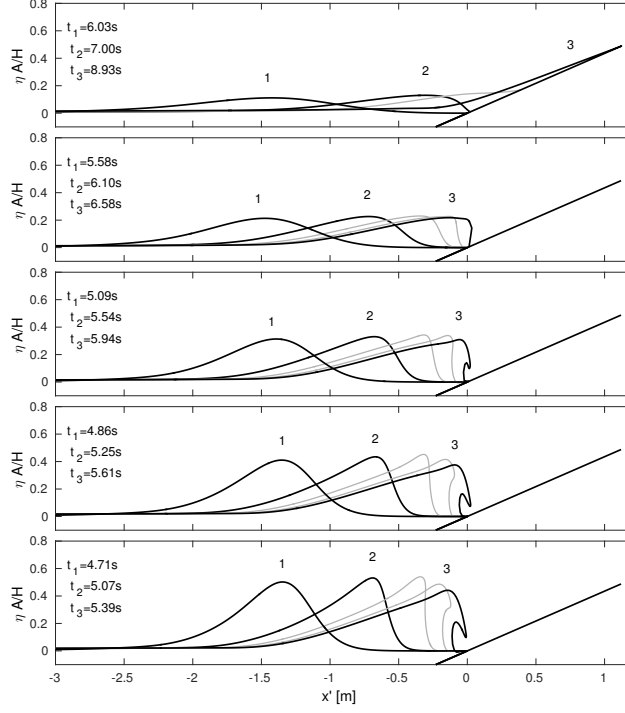 0.8
0.6
0.4
0.2
0
η A/H
t1=6.03s
t2=7.00s
t3=8.93s
1
2
3
0.8
0.6
0.4
0.2
0
η A/H
t1=5.58s
t2=6.10s
t3=6.58s
1
2
3
0.8
0.6
0.4
0.2
0
η A/H
t1=5.09s
t2=5.54s
t3=5.94s
1
2
3
0.8
0.6
0.4
0.2
0
η A/H
t1=4.86s
t2=5.25s
t3=5.61s
1
2
3
0.8
0.6
0.4
0.2
0
η A/H
t1=4.71s
t2=5.07s
t3=5.39s
1
2
3
-3 -2.5 -2 -1.5 -1 -0.5 0 0.5 1
x' [m]